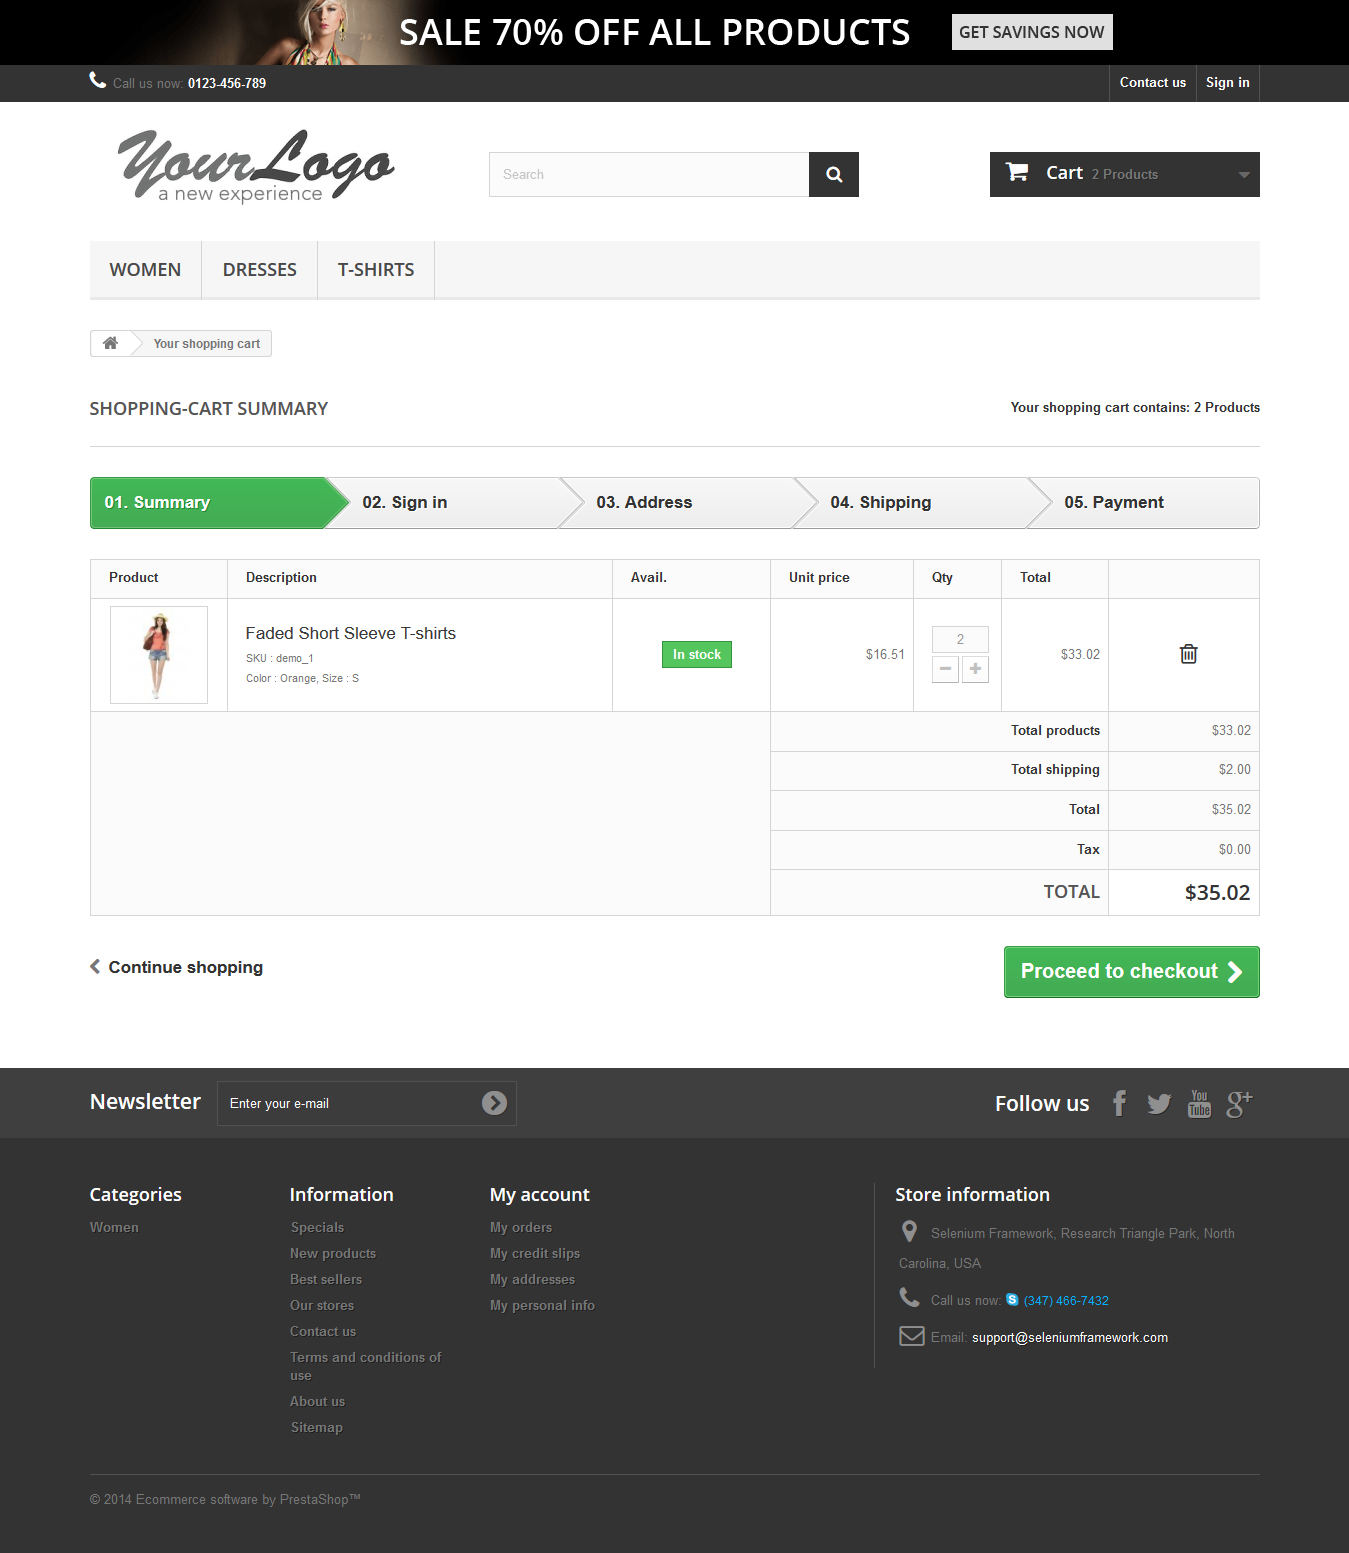 SALE 70% OFF ALL PRODUCTS GET SAVINGS NOW
Call us now: 0123-456-789 Contact us Sign in
YourLogo
a new experience
Search
Cart 2 Products
WOMEN DRESSES T-SHIRTS
Your shopping cart
SHOPPING-CART SUMMARY Your shopping cart contains: 2 Products
01. Summary 02. Sign in 03. Address 04. Shipping 05. Payment
Product Description Avail. Unit price Qty Total
Faded Short Sleeve T-shirts
SKU : demo_1
Color : Orange, Size : S
In stock $16.51 2 $33.02
Total products $33.02
Total shipping $2.00
Total $35.02
Tax $0.00
TOTAL $35.02
Continue shopping Proceed to checkout
Newsletter Enter your e-mail Follow us You Tube g+
Categories
Women
Information
Specials
New products
Best sellers
Our stores
Contact us
Terms and conditions of
use
About us
Sitemap
My account
My orders
My credit slips
My addresses
My personal info
Store information
Selenium Framework, Research Triangle Park, North
Carolina, USA
Call us now: (347) 466-7432
Email: support@seleniumframework.com
© 2014 Ecommerce software by PrestaShop™